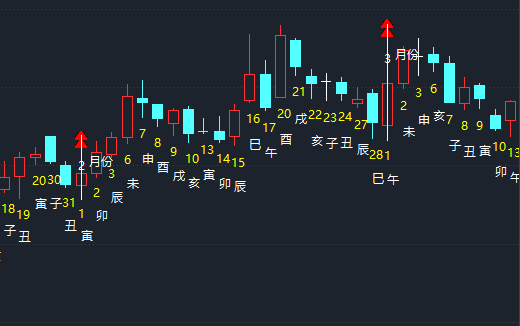 18
子
19
丑
20
寅
30
子
31
丑
2 月份
1
寅
2
卯
3
辰
6
未
7
申
8
酉
9
戌
10
亥
13
寅
14
卯
15
辰
16
巳
17
午
20
酉
21
戌
22
亥
23
子
24
丑
27
辰
28
巳
3 月份
1
午
2
未
3
申
6
亥
7
子
8
丑
9
寅
10
卯
13
午